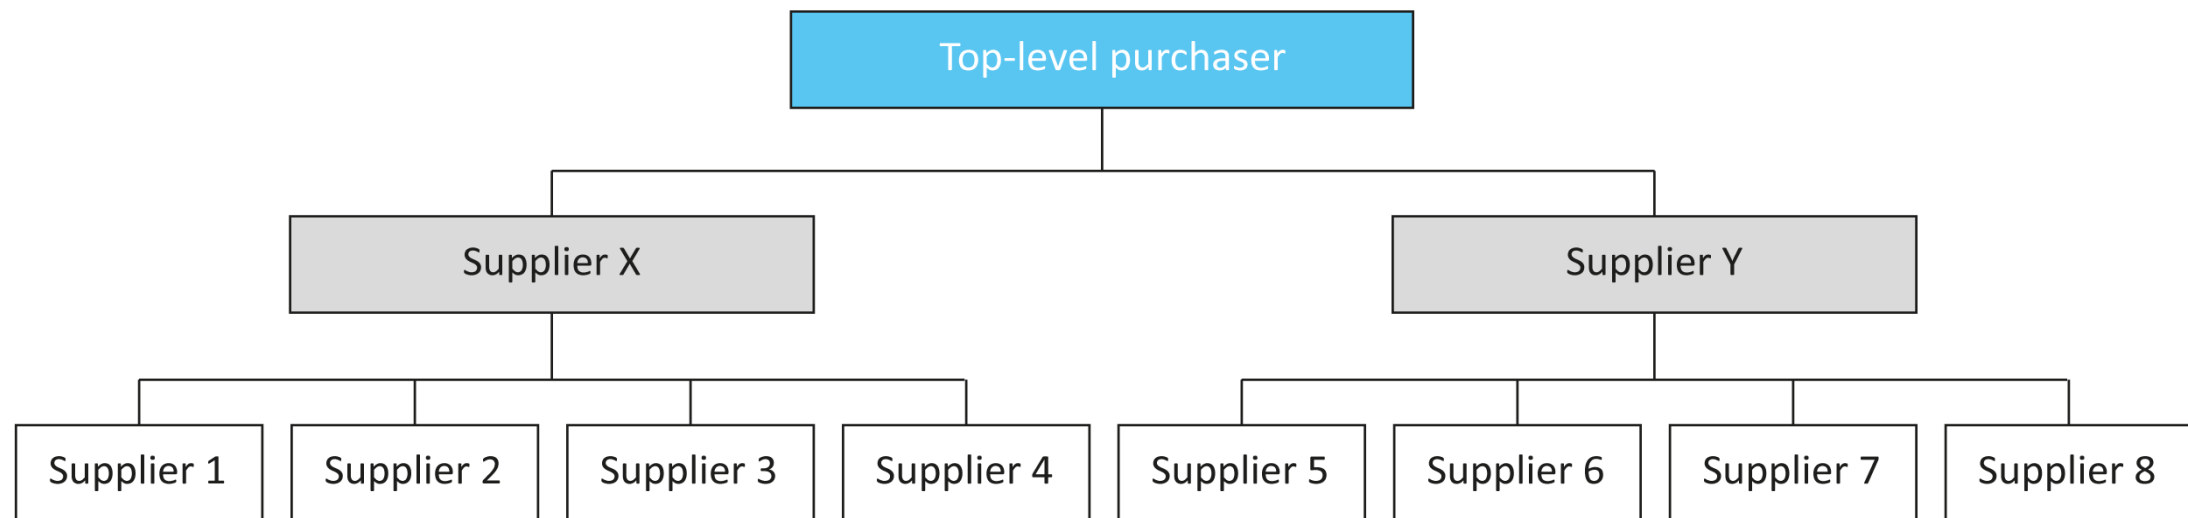 Top-level purchaser
Supplier X
Supplier Y
Supplier 1
Supplier 2
Supplier 3
Supplier 4
Supplier 5
Supplier 6
Supplier 7
Supplier 8